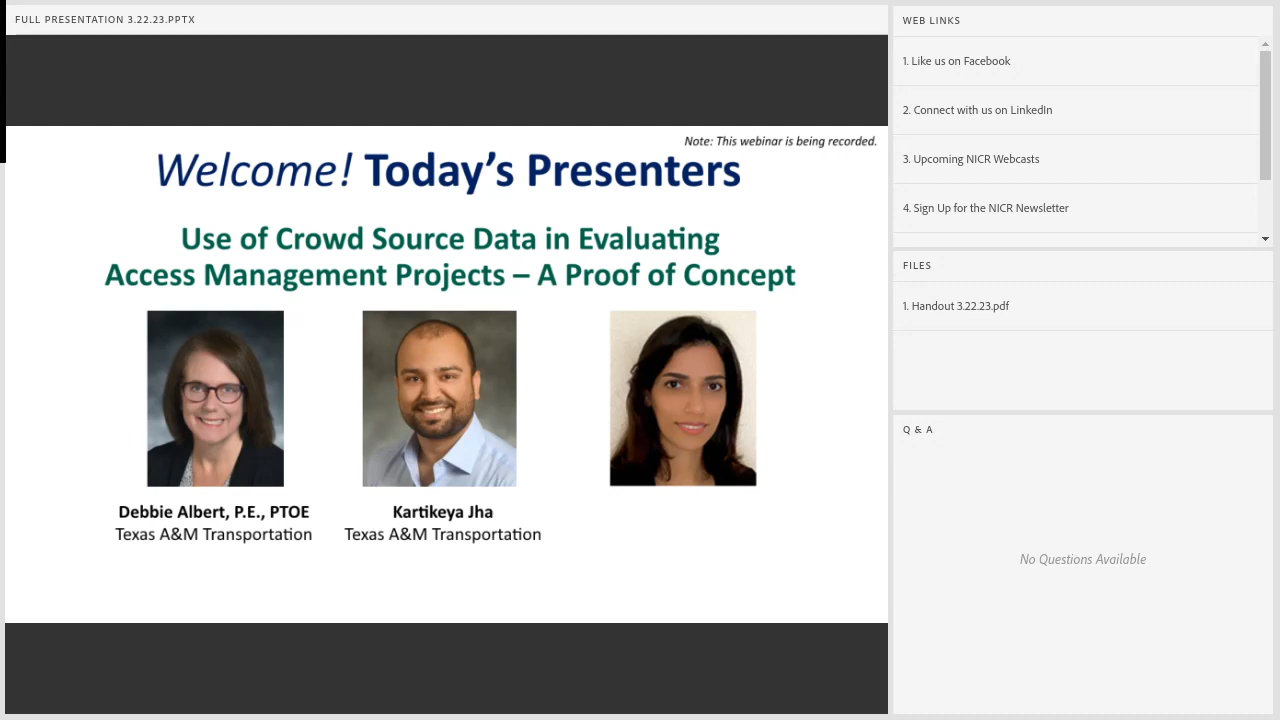 FULL PRESENTATION 3.22.23.PPTX
Note: This webinar is being recorded.
Welcome! Today's Presenters
Use of Crowd Source Data in Evaluating
Access Management Projects – A Proof of Concept
Debbie Albert, P.E., PTOE
Texas A&M Transportation
Kartikeya Jha
Texas A&M Transportation
WEB LINKS
1. Like us on Facebook
2. Connect with us on LinkedIn
3. Upcoming NICR Webcasts
4. Sign Up for the NICR Newsletter
FILES
1. Handout 3.22.23.pdf
Q & A
No Questions Available